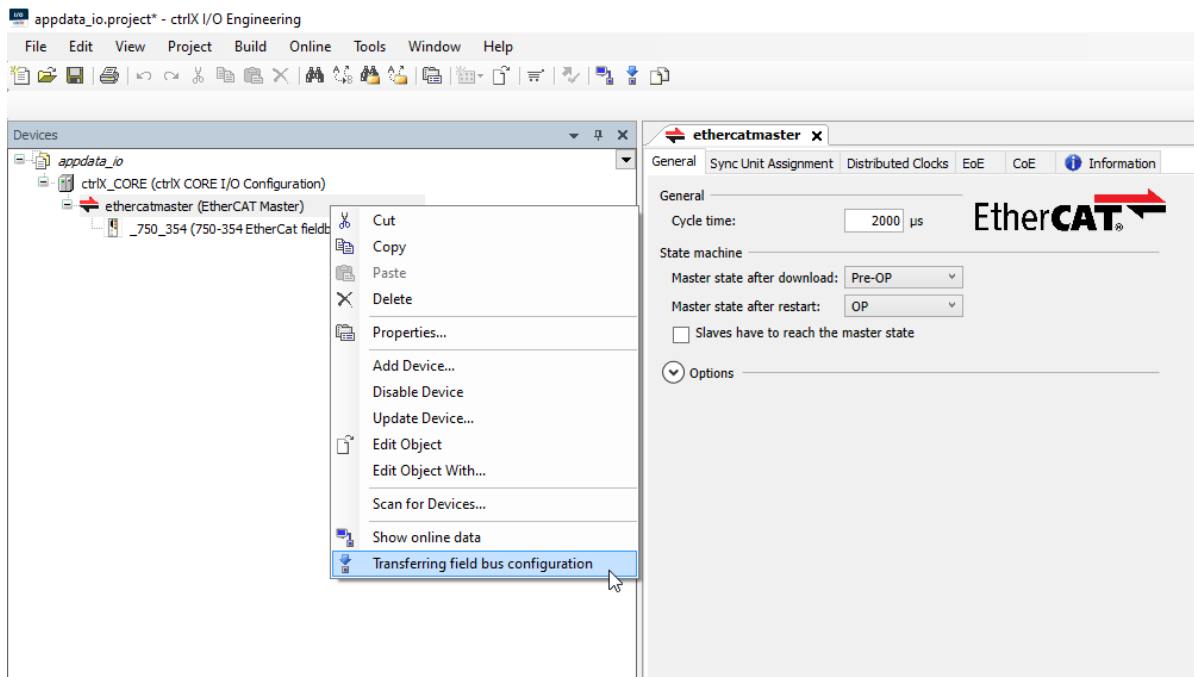 appdata_io.project* - ctrlX I/O Engineering
File Edit View Project Build Online Tools Window Help
Devices
appdata_io
ctrlX_CORE (ctrlX CORE I/O Configuration)
ethercatmaster (EtherCAT Master)
_750_354 (750-354 EtherCat fieldb
Cut
Copy
Paste
Delete
Properties...
Add Device...
Disable Device
Update Device...
Edit Object
Edit Object With...
Scan for Devices...
Show online data
Transferring field bus configuration
ethercatmaster
General Sync Unit Assignment Distributed Clocks EoE CoE Information
General
Cycle time: 2000 µs
EtherCAT®
State machine
Master state after download: Pre-OP
Master state after restart: OP
Slaves have to reach the master state
Options